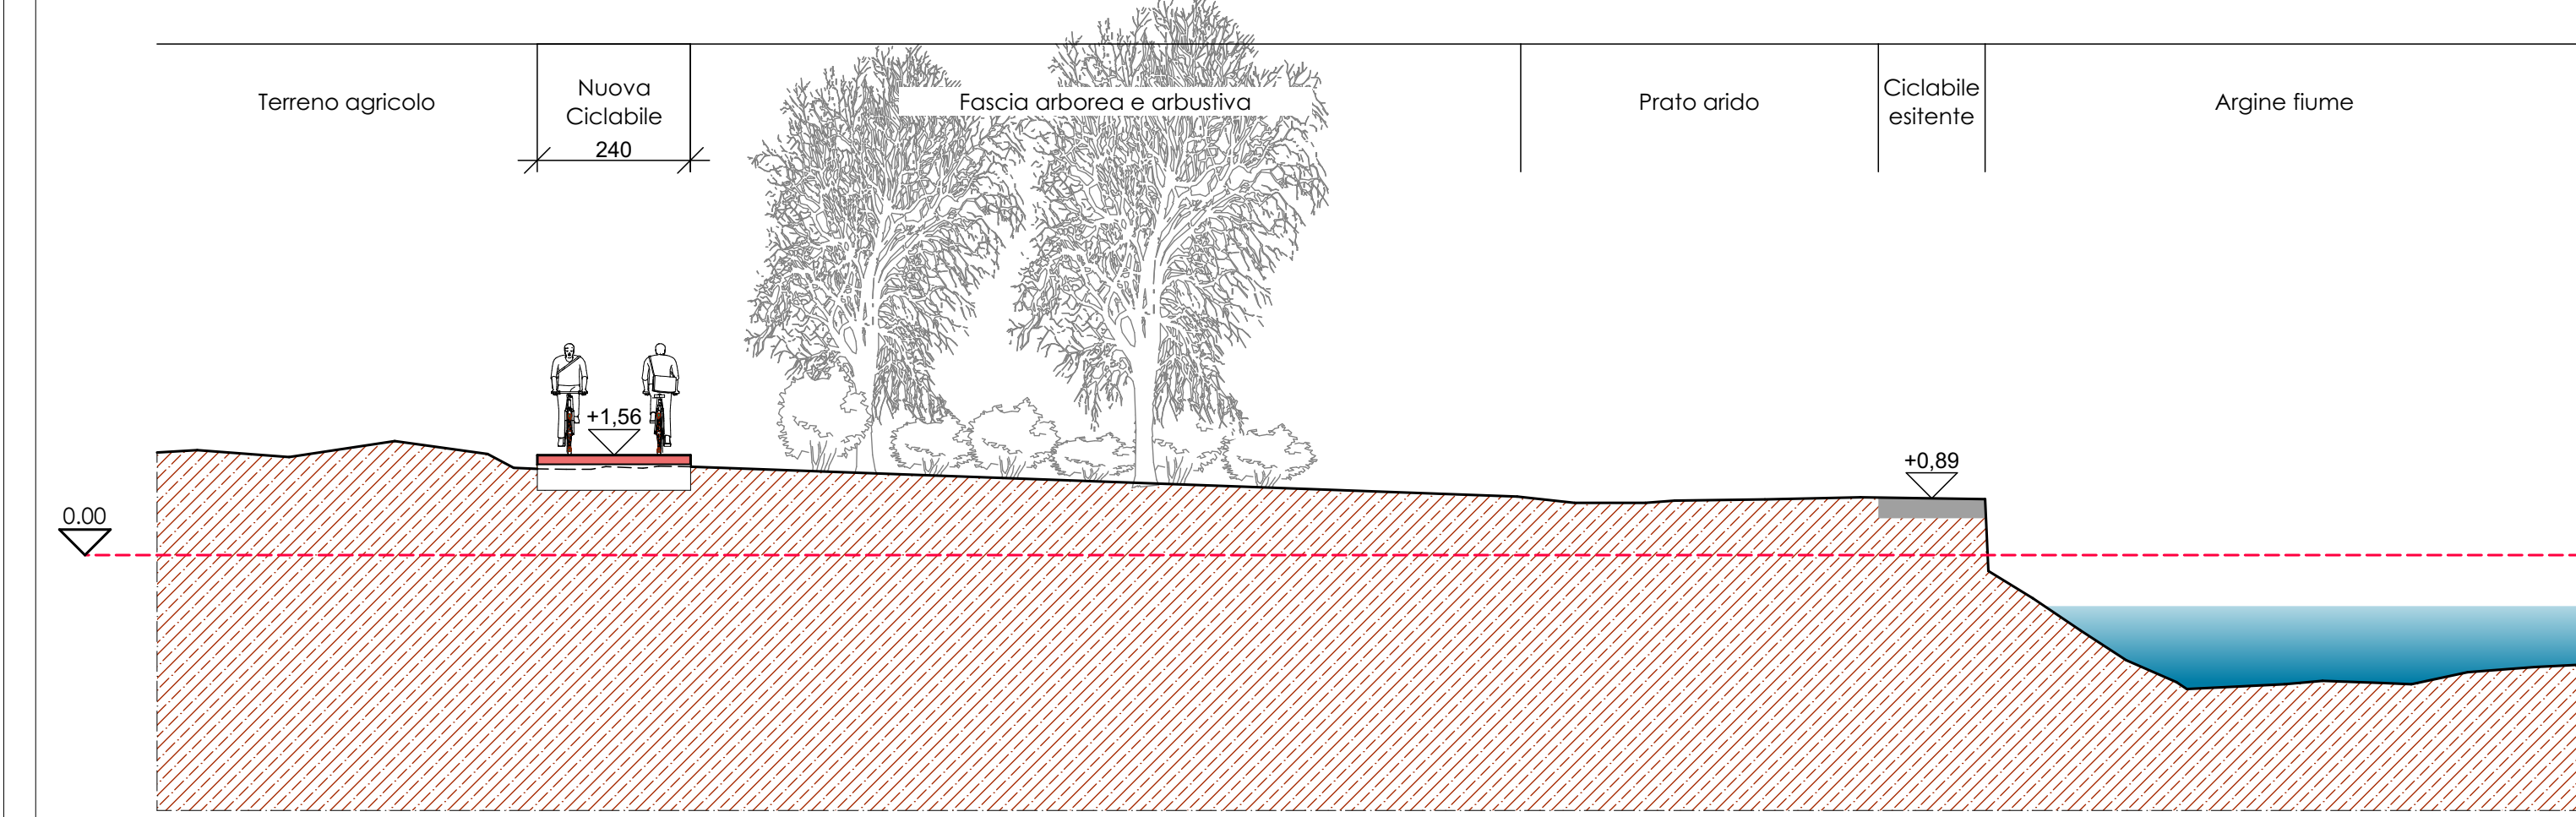 Terreno agricolo
Nuova
Ciclabile
240
Fascia arborea e arbustiva
Prato arido
Ciclabile
esitente
Argine fiume
+1,56
+0,89
0.00